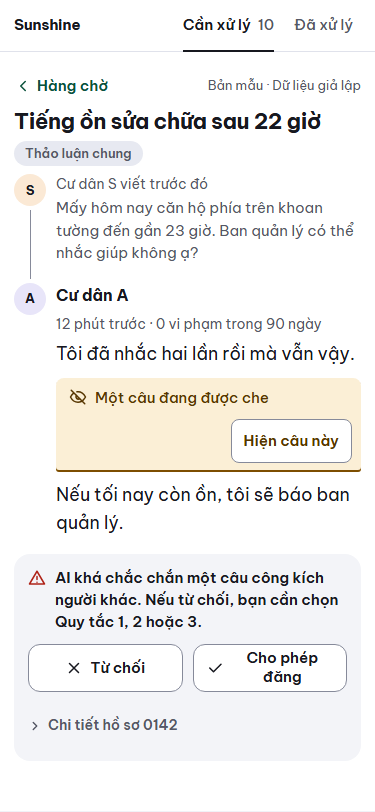 Sunshine
Cần xử lý 10
Đã xử lý
Hàng chờ
Bản mẫu · Dữ liệu giả lập
Tiếng ồn sửa chữa sau 22 giờ
Thảo luận chung
S
Cư dân S viết trước đó
Mấy hôm nay căn hộ phía trên khoan
tường đến gần 23 giờ. Ban quản lý có thể
nhắc giúp không ạ?
A
Cư dân A
12 phút trước · 0 vi phạm trong 90 ngày
Tôi đã nhắc hai lần rồi mà vẫn vậy.
Một câu đang được che
Hiện câu này
Nếu tối nay còn ồn, tôi sẽ báo ban
quản lý.
AI khá chắc chắn một câu công kích
người khác. Nếu từ chối, bạn cần chọn
Quy tắc 1, 2 hoặc 3.
Từ chối
Cho phép
đăng
Chi tiết hồ sơ 0142